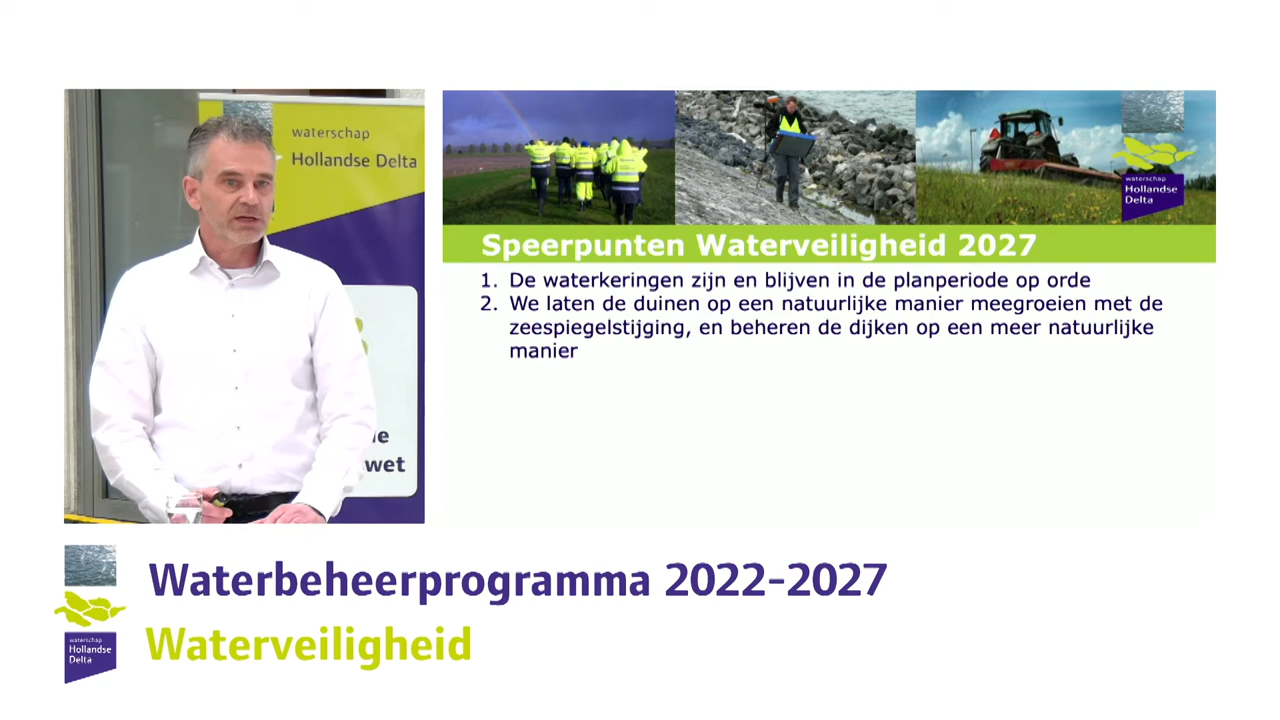 waterschap
Hollandse Delta
wet
waterschap
Hollandse
Delta
Speerpunten Waterveiligheid 2027
1. De waterkeringen zijn en blijven in de planperiode op orde
2. We laten de duinen op een natuurlijke manier meegroeien met de
zeespiegelstijging, en beheren de dijken op een meer natuurlijke
manier
waterschap
Hollandse
Delta
Waterbeheerprogramma 2022-2027
Waterveiligheid